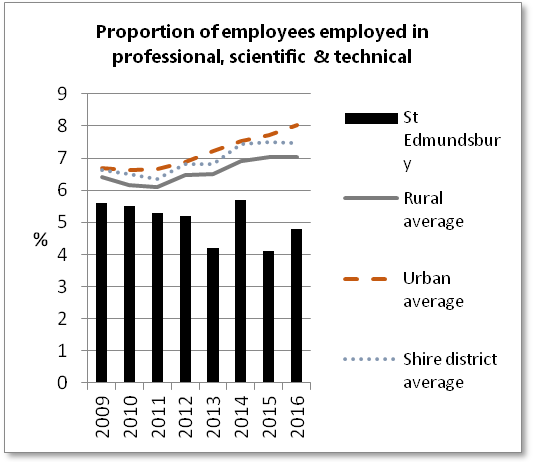 Proportion of employees employed in
professional, scientific & technical
9
8
7
6
5
4
3
2
1
0
%
2009
2010
2011
2012
2013
2014
2015
2016
St
Edmundsbur
y
Rural
average
Urban
average
Shire district
average